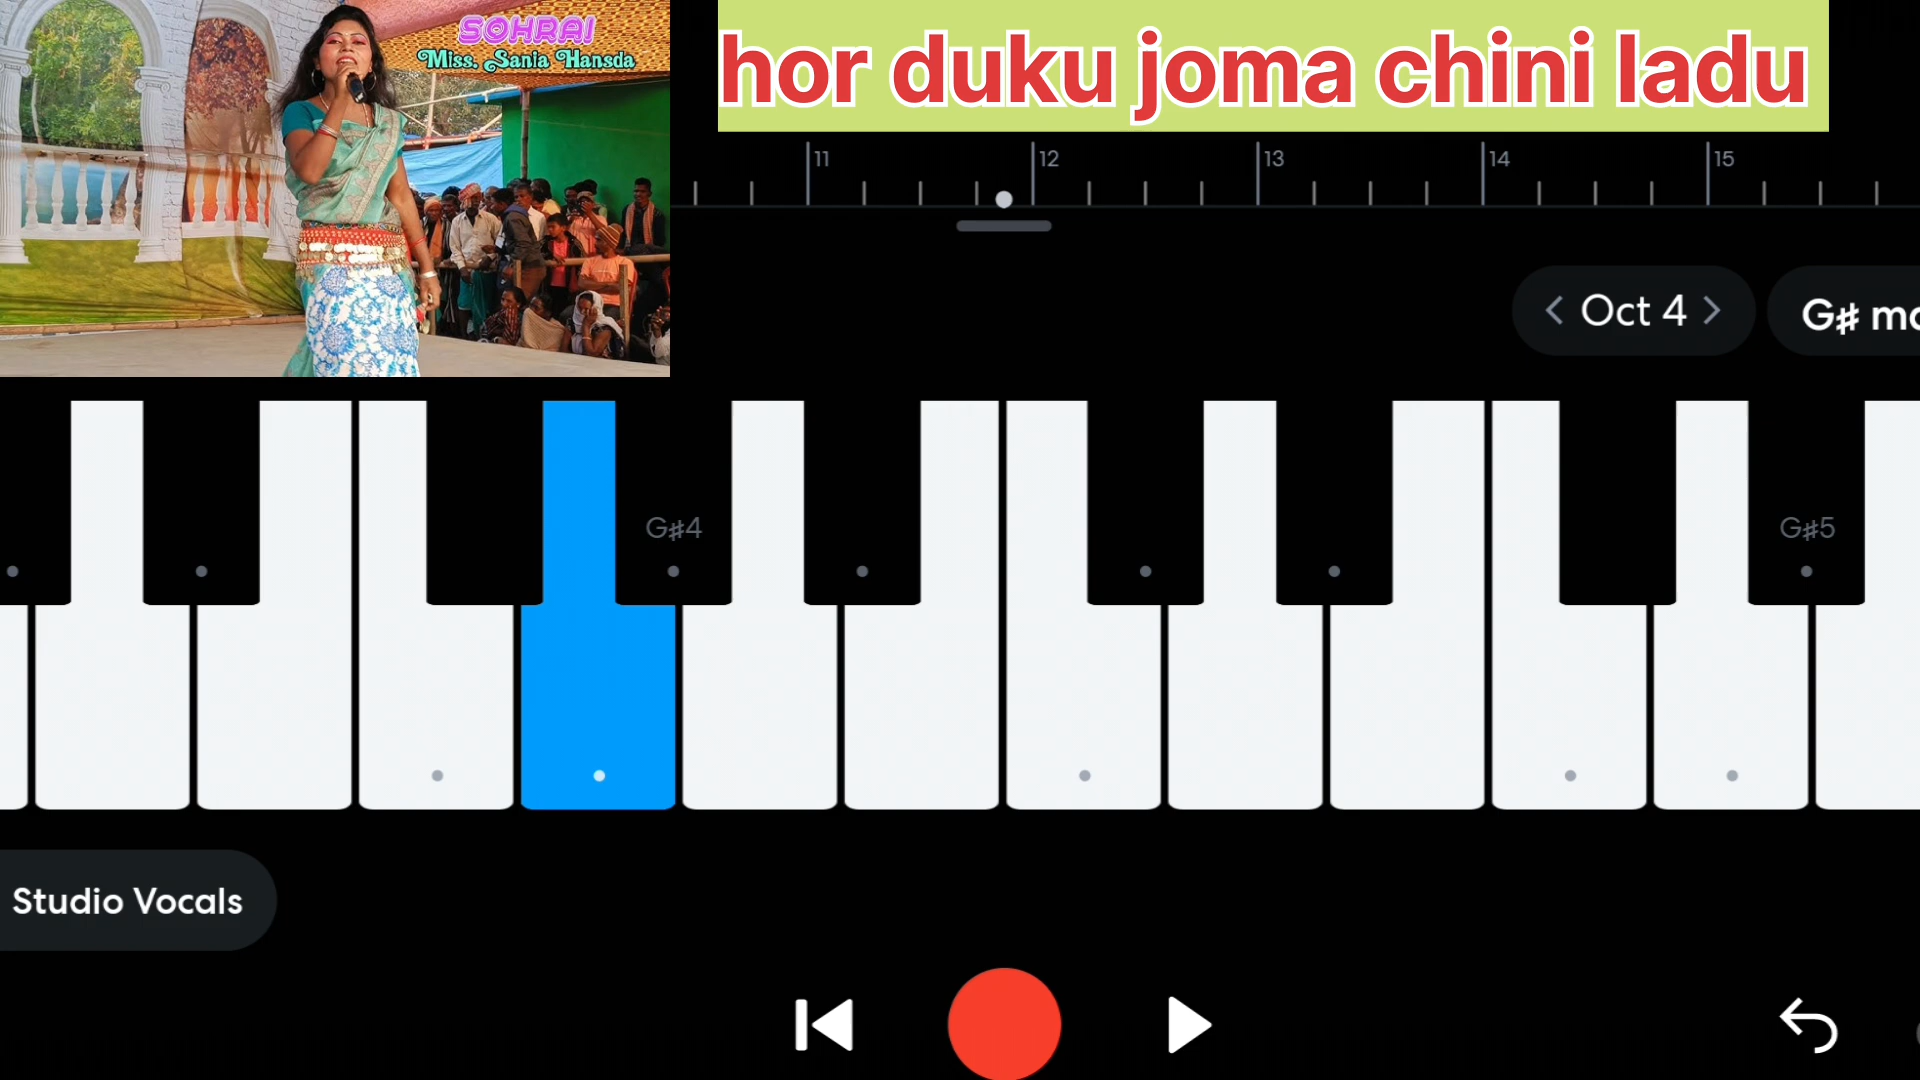 SOHRAI
Miss. Sania Hansda
hor duku joma chini ladu
11 12 13 14 15
Oct 4
G# ma
G#4 G#5
Studio Vocals